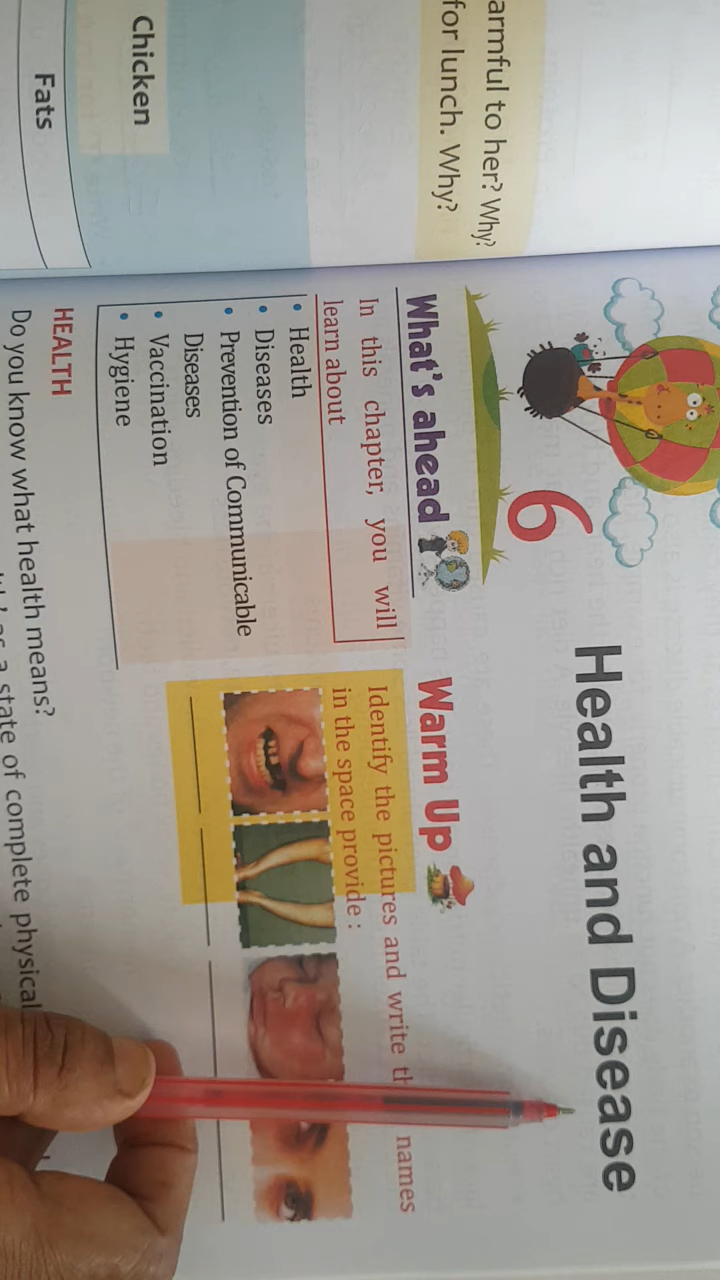 armful to her? Why?
for lunch. Why?
Chicken
Fats
6
Health and Disease
What's ahead
In this chapter, you will
learn about
• Health
• Diseases
• Prevention of Communicable
Diseases
• Vaccination
• Hygiene
Warm Up
Identify the pictures and write names
in the space provide :
HEALTH
Do you know what health means?
as a state of complete physical